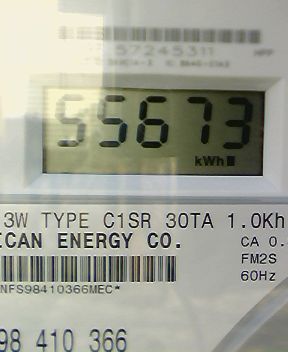 57245311
55673
kWh
3W TYPE C1SR 30TA 1.0Kh
ICAN ENERGY CO.
CA 0.
FM2S
NFS98410366MEC*
60Hz
98 410 366